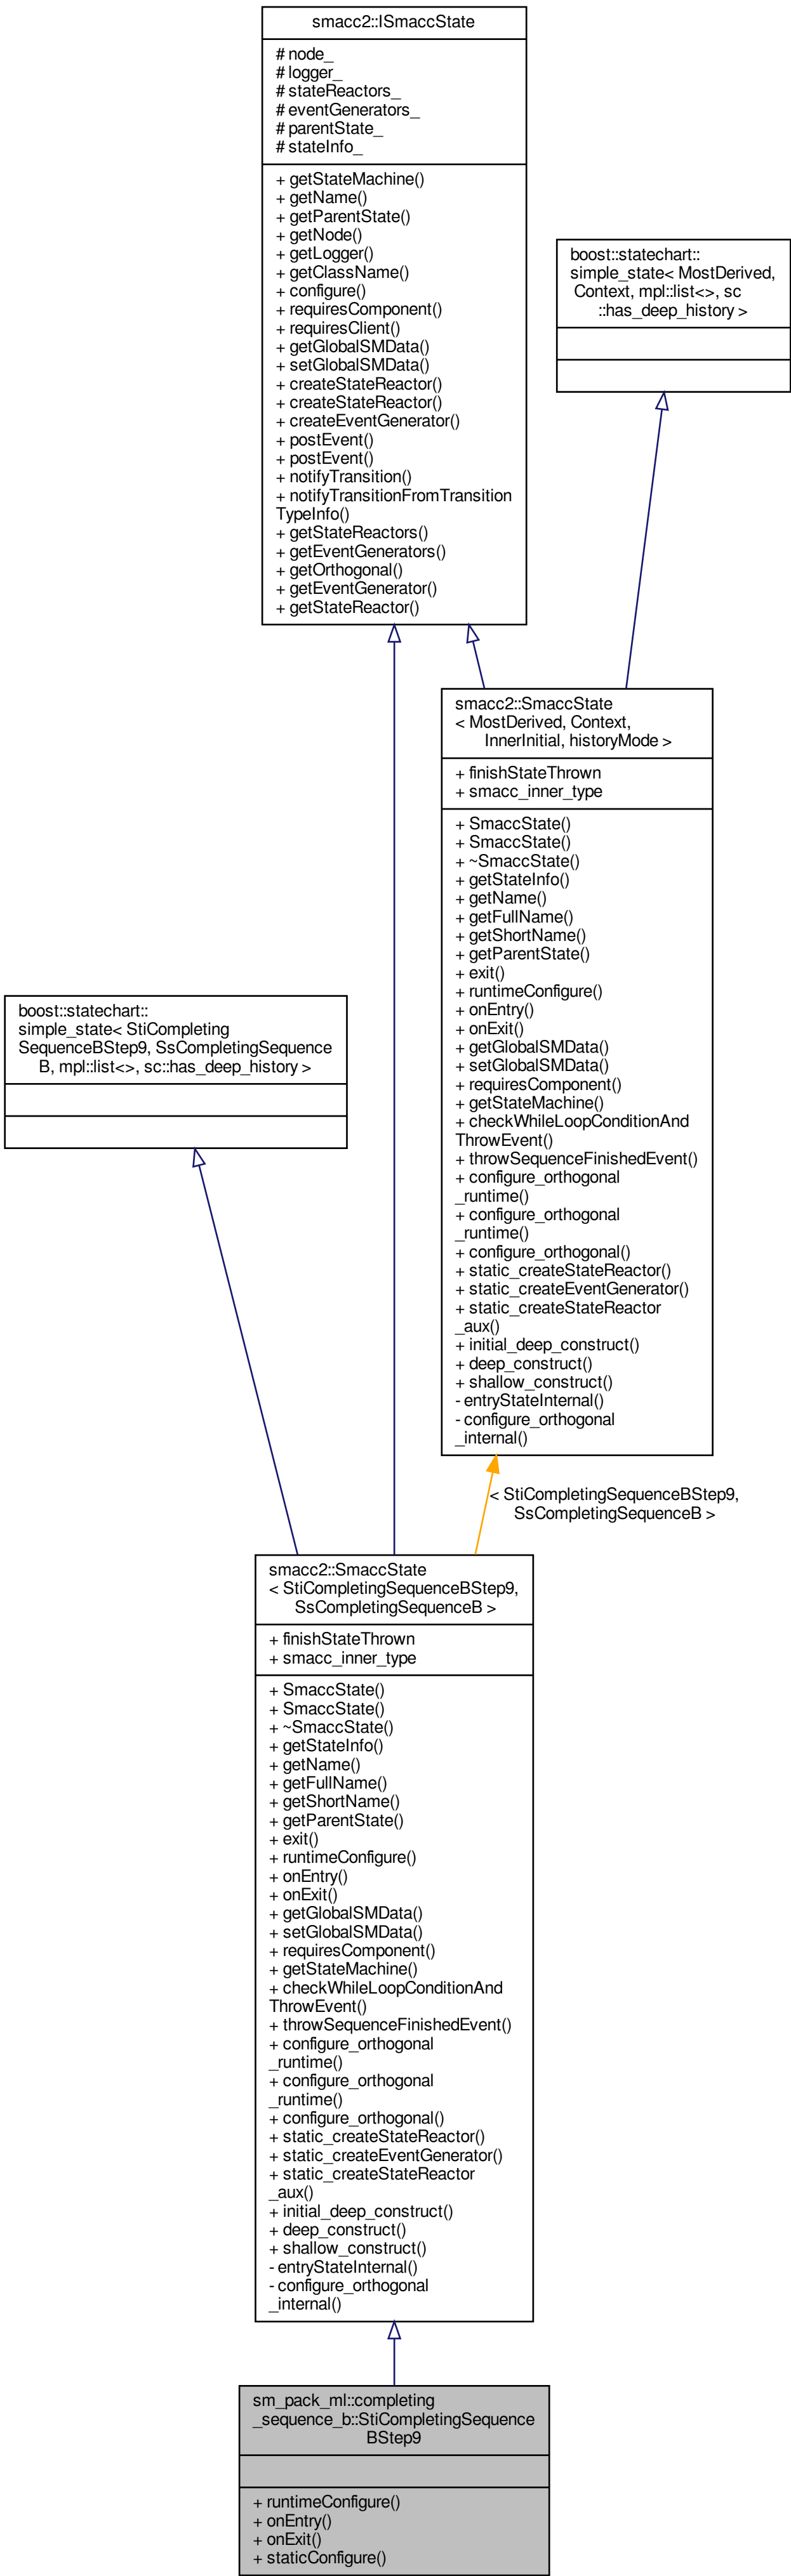 smacc2::ISmaccState
# node_
# logger_
# stateReactors_
# eventGenerators_
# parentState_
# stateInfo_
+ getStateMachine()
+ getName()
+ getParentState()
+ getNode()
+ getLogger()
+ getClassName()
+ configure()
+ requiresComponent()
+ requiresClient()
+ getGlobalSMData()
+ setGlobalSMData()
+ createStateReactor()
+ createStateReactor()
+ createEventGenerator()
+ postEvent()
+ postEvent()
+ notifyTransition()
+ notifyTransitionFromTransition
TypeInfo()
+ getStateReactors()
+ getEventGenerators()
+ getOrthogonal()
+ getEventGenerator()
+ getStateReactor()
boost::statechart::
simple_state< MostDerived,
Context, mpl::list<>, sc
::has_deep_history >
smacc2::SmaccState
< MostDerived, Context,
InnerInitial, historyMode >
+ finishStateThrown
+ smacc_inner_type
+ SmaccState()
+ SmaccState()
+ ~SmaccState()
+ getStateInfo()
+ getName()
+ getFullName()
+ getShortName()
+ getParentState()
+ exit()
+ runtimeConfigure()
+ onEntry()
+ onExit()
+ getGlobalSMData()
+ setGlobalSMData()
+ requiresComponent()
+ getStateMachine()
+ checkWhileLoopConditionAnd
ThrowEvent()
+ throwSequenceFinishedEvent()
+ configure_orthogonal
_runtime()
+ configure_orthogonal
_runtime()
+ configure_orthogonal()
+ static_createStateReactor()
+ static_createEventGenerator()
+ static_createStateReactor
_aux()
+ initial_deep_construct()
+ deep_construct()
+ shallow_construct()
- entryStateInternal()
- configure_orthogonal
_internal()
boost::statechart::
simple_state< StiCompleting
SequenceBStep9, SsCompletingSequence
B, mpl::list<>, sc::has_deep_history >
< StiCompletingSequenceBStep9,
SsCompletingSequenceB >
smacc2::SmaccState
< StiCompletingSequenceBStep9,
SsCompletingSequenceB >
+ finishStateThrown
+ smacc_inner_type
+ SmaccState()
+ SmaccState()
+ ~SmaccState()
+ getStateInfo()
+ getName()
+ getFullName()
+ getShortName()
+ getParentState()
+ exit()
+ runtimeConfigure()
+ onEntry()
+ onExit()
+ getGlobalSMData()
+ setGlobalSMData()
+ requiresComponent()
+ getStateMachine()
+ checkWhileLoopConditionAnd
ThrowEvent()
+ throwSequenceFinishedEvent()
+ configure_orthogonal
_runtime()
+ configure_orthogonal
_runtime()
+ configure_orthogonal()
+ static_createStateReactor()
+ static_createEventGenerator()
+ static_createStateReactor
_aux()
+ initial_deep_construct()
+ deep_construct()
+ shallow_construct()
- entryStateInternal()
- configure_orthogonal
_internal()
sm_pack_ml::completing
_sequence_b::StiCompletingSequence
BStep9
+ runtimeConfigure()
+ onEntry()
+ onExit()
+ staticConfigure()